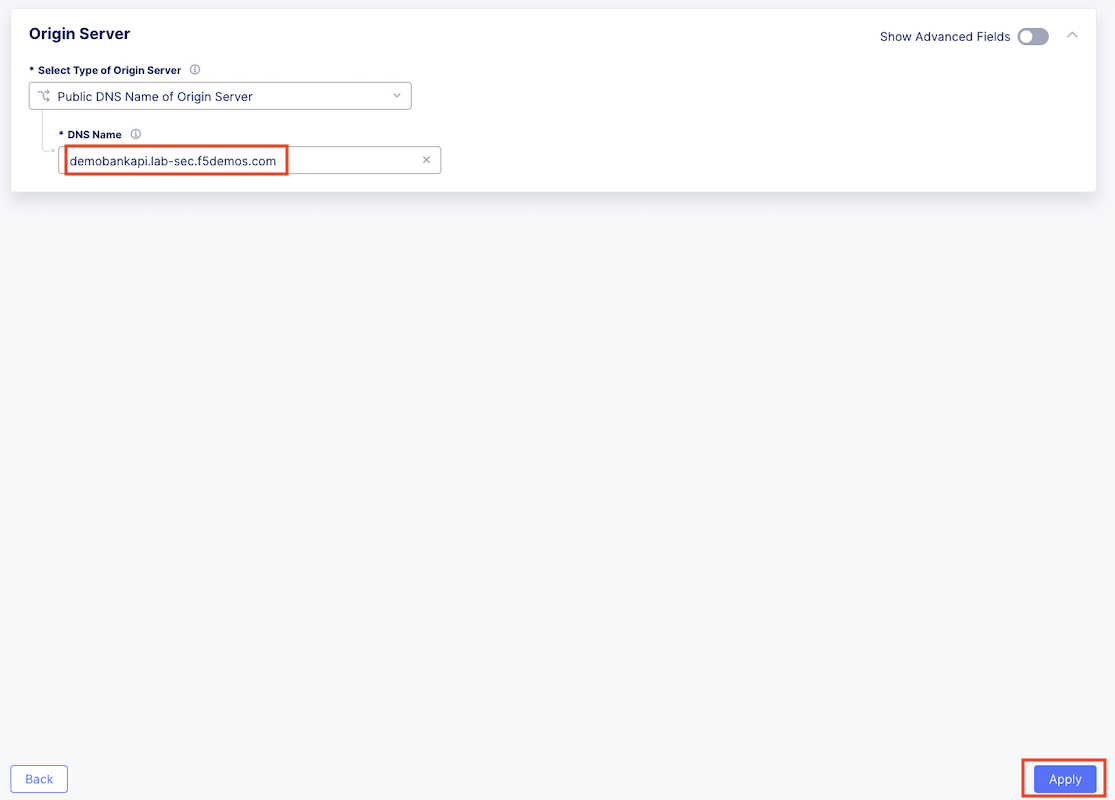 Origin Server
Show Advanced Fields
* Select Type of Origin Server
Public DNS Name of Origin Server
* DNS Name
demobankapi.lab-sec.f5demos.com
Back
Apply